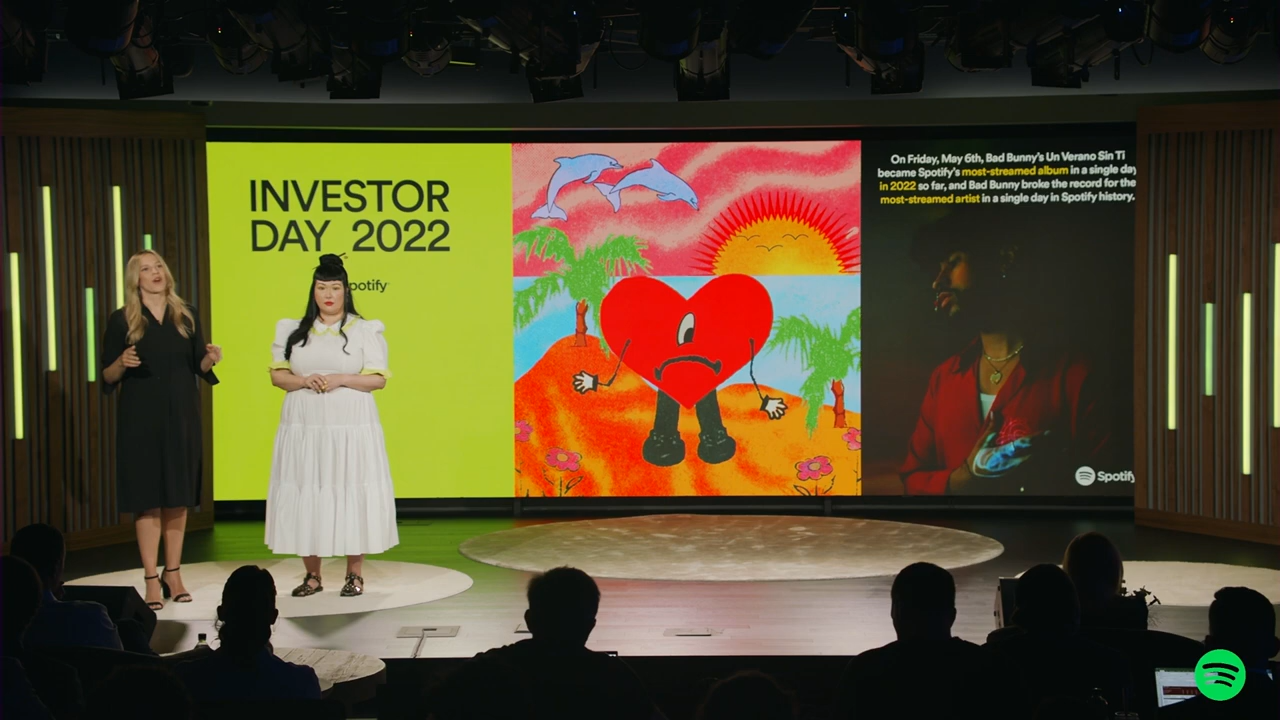 INVESTOR
DAY 2022
potify
On Friday, May 6th, Bad Bunny's Un Verano Sin Ti
became Spotify's most-streamed album in a single day
in 2022 so far, and Bad Bunny broke the record for the
most-streamed artist in a single day in Spotify history.
Spotify